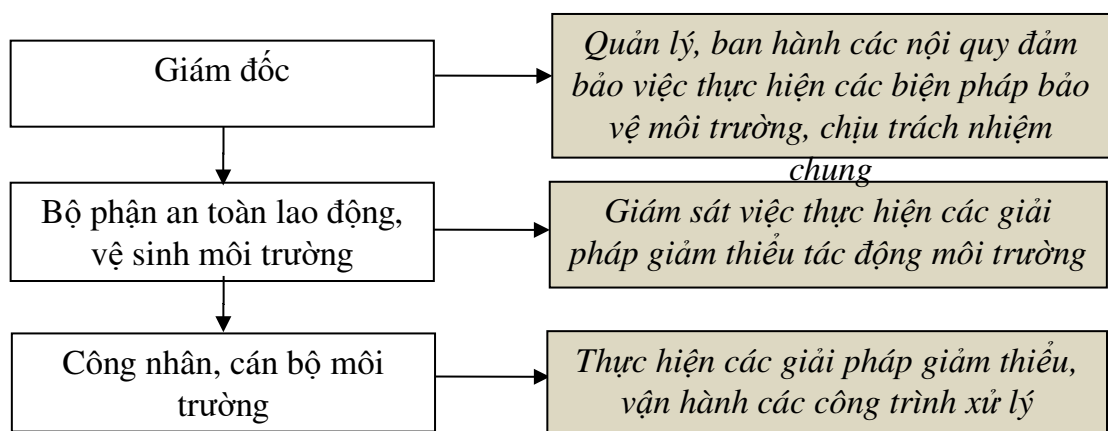 Giám đốc
Quản lý, ban hành các nội quy đảm
bảo việc thực hiện các biện pháp bảo
vệ môi trường, chịu trách nhiệm
chung
Bộ phận an toàn lao động,
vệ sinh môi trường
Giám sát việc thực hiện các giải
pháp giảm thiểu tác động môi trường
Công nhân, cán bộ môi
trường
Thực hiện các giải pháp giảm thiểu,
vận hành các công trình xử lý